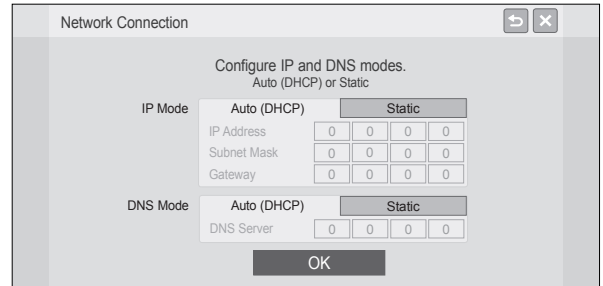 Network Connection
Configure IP and DNS modes.
Auto (DHCP) or Static
IP Mode Auto (DHCP) Static
IP Address 0 0 0 0
Subnet Mask 0 0 0 0
Gateway 0 0 0 0
DNS Mode Auto (DHCP) Static
DNS Server 0 0 0 0
OK